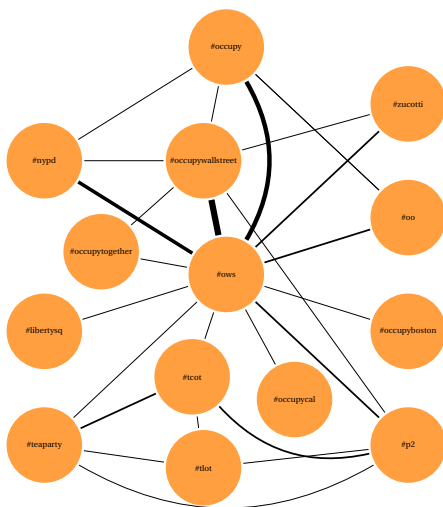 #occupy
#zucotti
#nypd
#occupywallstreet
#oo
#occupytogether
#ows
#libertysq
#occupyboston
#tcot
#occupycal
#teaparty
#p2
#tlot